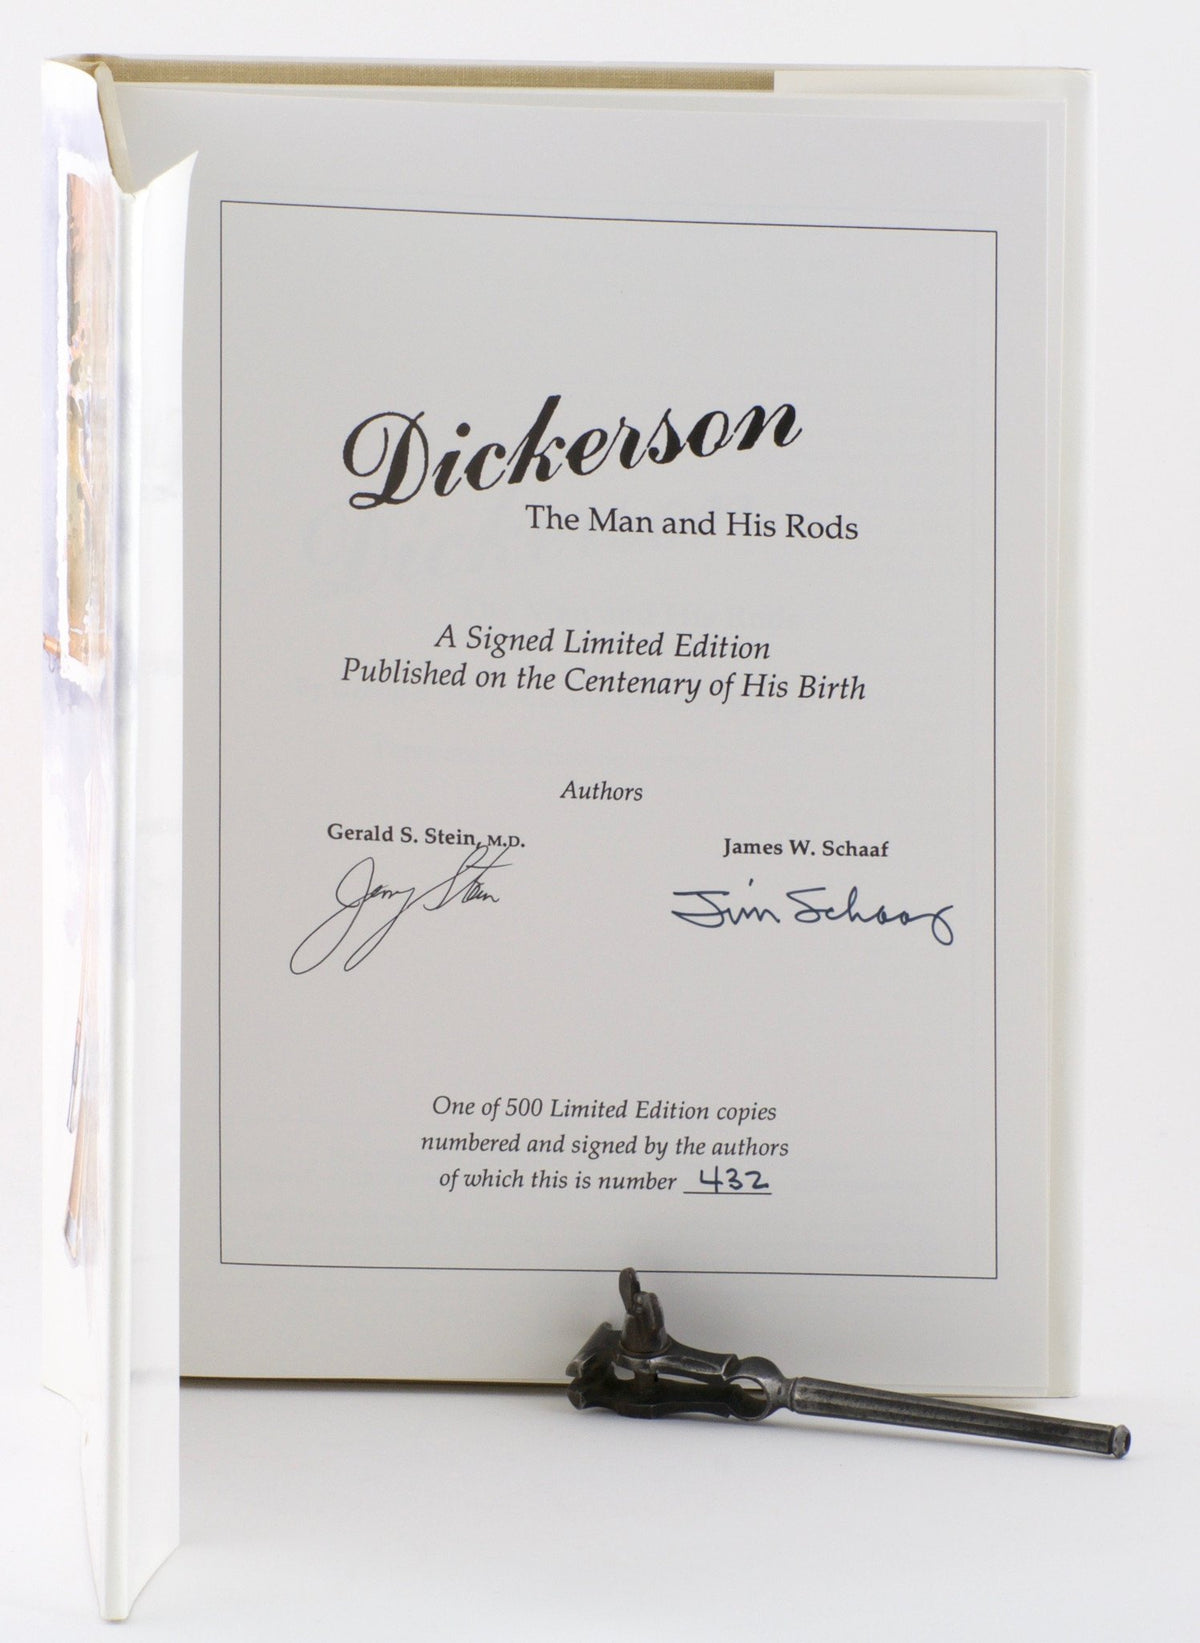 Dickerson
The Man and His Rods
A Signed Limited Edition
Published on the Centenary of His Birth
Authors
Gerald S. Stein, M.D.
James W. Schaaf
Jerry Stein
Jim Schaaf
One of 500 Limited Edition copies
numbered and signed by the authors
of which this is number 432